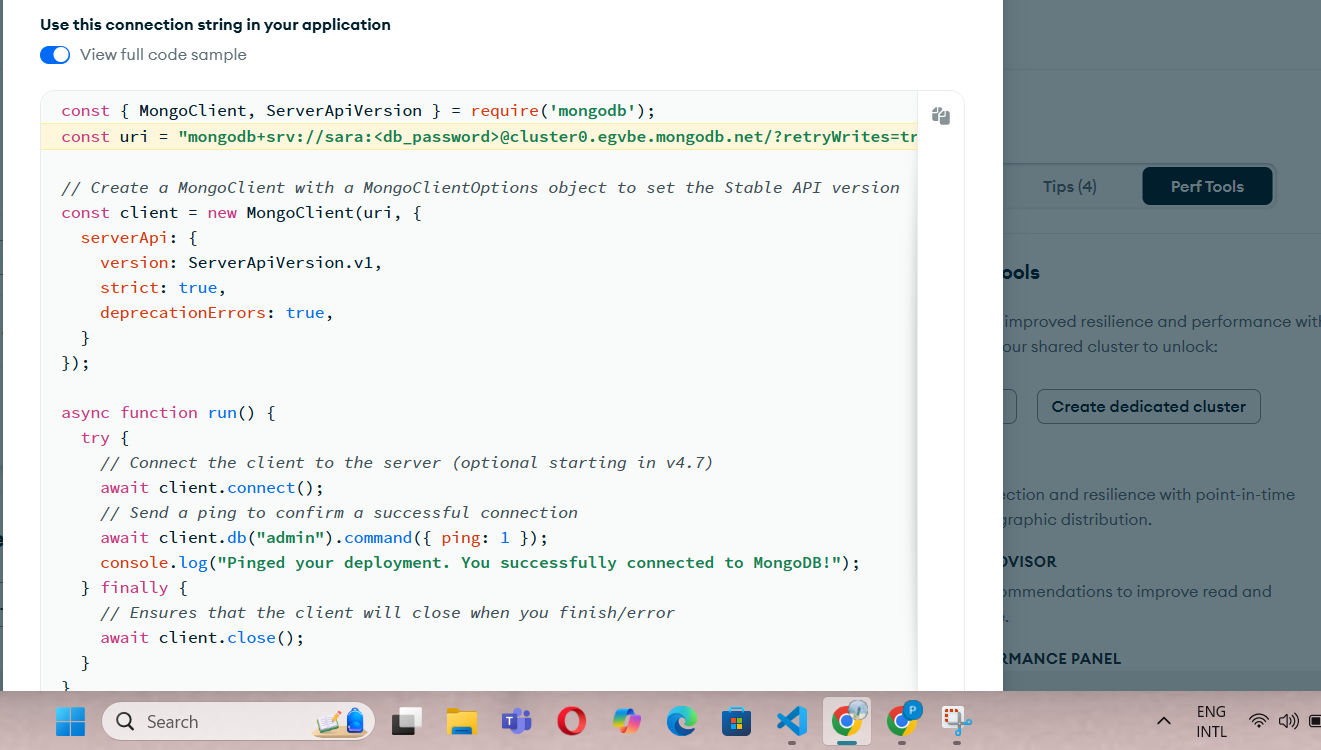 Use this connection string in your application
View full code sample
const { MongoClient, ServerApiVersion } = require('mongodb');
const uri = "mongodb+srv://sara:<db_password>@cluster0.egvbe.mongodb.net/?retryWrites=tr
// Create a MongoClient with a MongoClientOptions object to set the Stable API version
const client = new MongoClient(uri, {
  serverApi: {
    version: ServerApiVersion.v1,
    strict: true,
    deprecationErrors: true,
  }
});
async function run() {
  try {
    // Connect the client to the server (optional starting in v4.7)
    await client.connect();
    // Send a ping to confirm a successful connection
    await client.db("admin").command({ ping: 1 });
    console.log("Pinged your deployment. You successfully connected to MongoDB!");
  } finally {
    // Ensures that the client will close when you finish/error
    await client.close();
  }
}
Tips (4)
Perf Tools
ools
improved resilience and performance wit
our shared cluster to unlock:
Create dedicated cluster
ection and resilience with point-in-time
graphic distribution.
OVISOR
ommendations to improve read and
RMANCE PANEL
Search
ENG
INTL